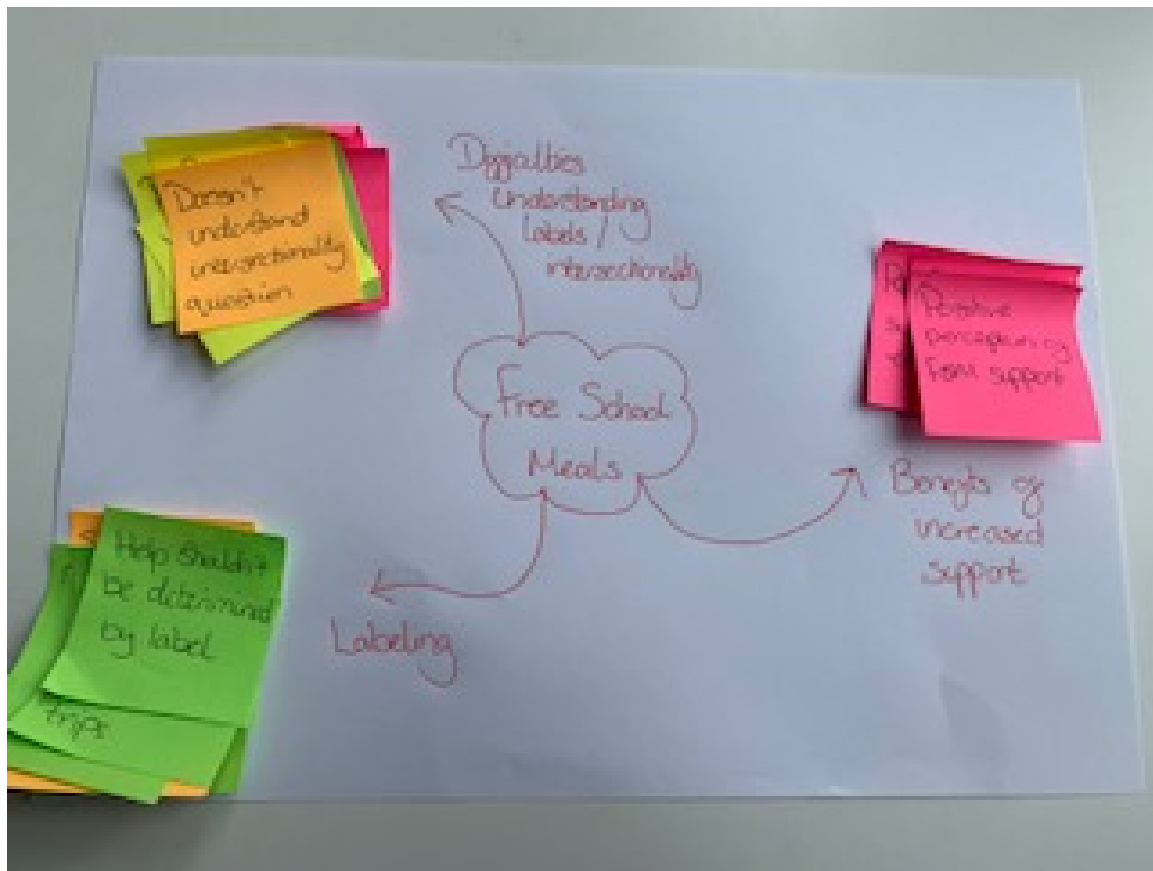 Doesn't
understand
intersectionality
question
Difficulties
Understanding
labels /
intersectionality
Positive
perception of
FSM support
Free School
Meals
Benefits of
increased
support
Help shouldn't
be determined
by label
trips
Labeling